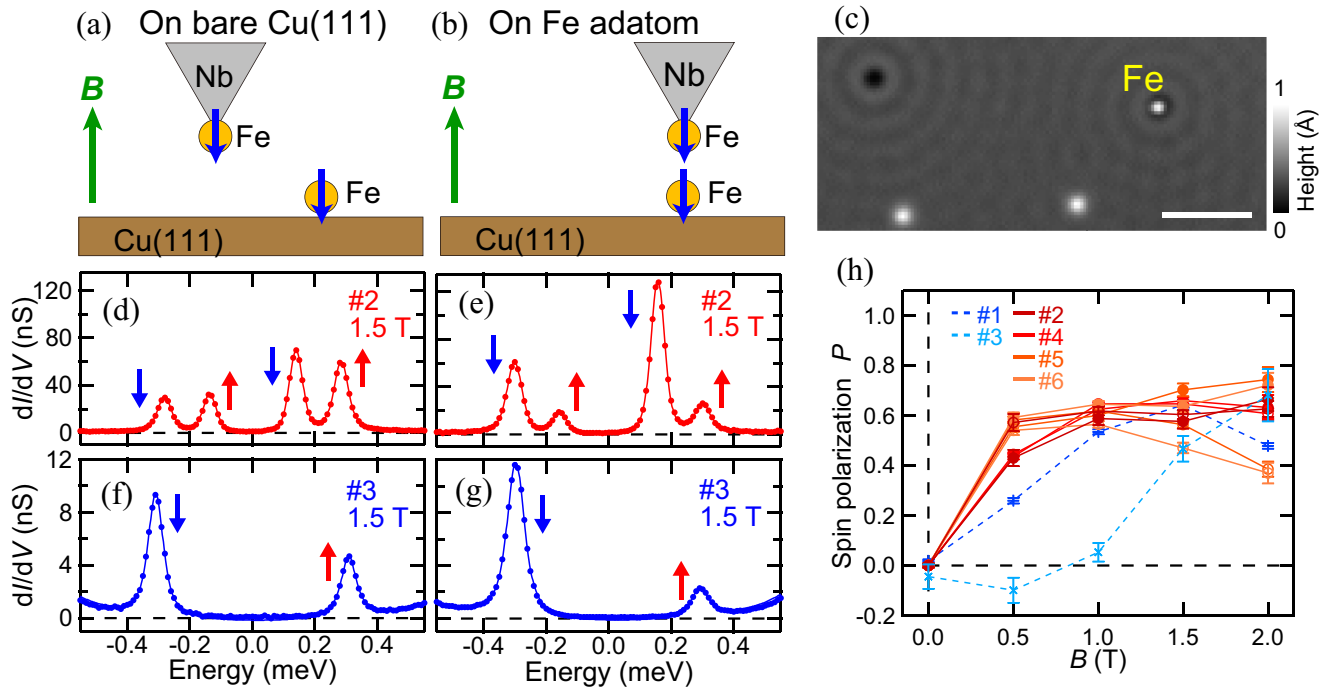 (a) On bare Cu(111)
Nb
B
Fe
Fe
Cu(111)
(b) On Fe adatom
Nb
B
Fe
Fe
Cu(111)
(c)
Fe
1
0
Height (Å)
(d)
#2
1.5 T
120
80
40
0
dI/dV (nS)
(e)
#2
1.5 T
(f)
#3
1.5 T
12
8
4
0
dI/dV (nS)
-0.4 -0.2 0.0 0.2 0.4
Energy (meV)
(g)
#3
1.5 T
-0.4 -0.2 0.0 0.2 0.4
Energy (meV)
(h)
#1 #2
#3 #4
#5
#6
1.0
0.8
0.6
0.4
0.2
0.0
-0.2
Spin polarization P
0.0 0.5 1.0 1.5 2.0
B (T)